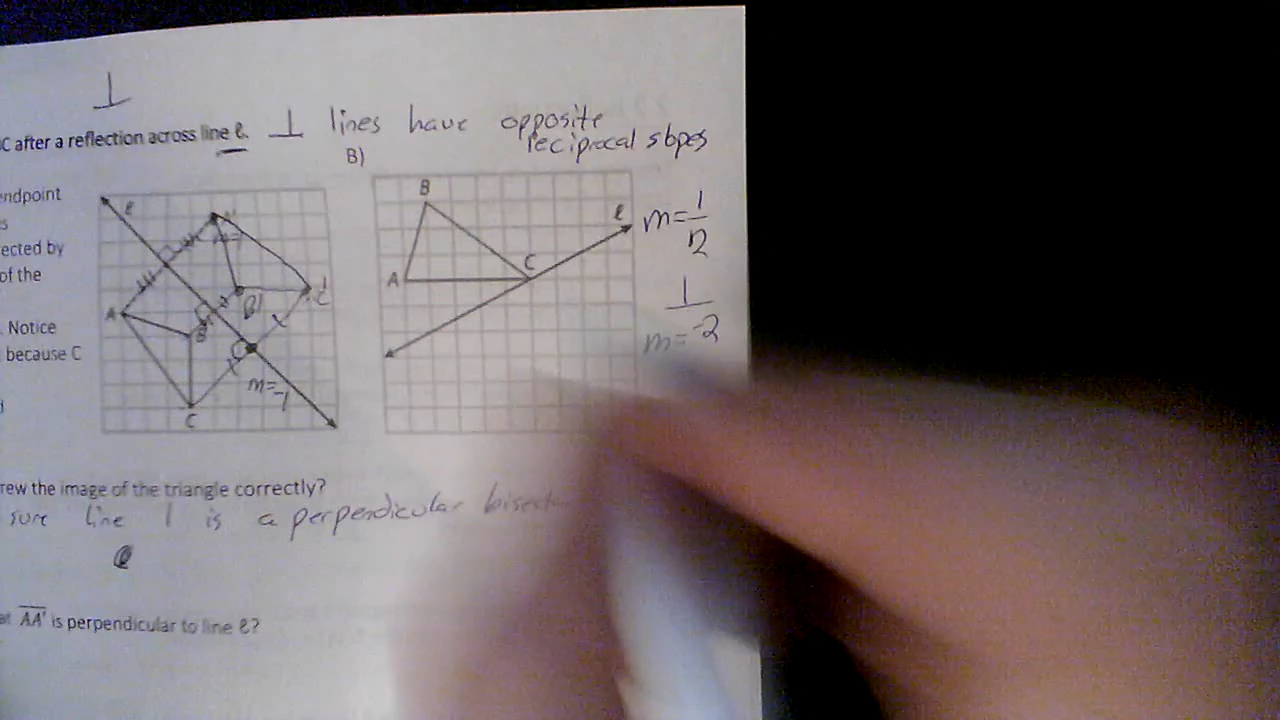 ⊥
C after a reflection across line ℓ. ⊥ lines have opposite
reciprocal slopes
B)
ndpoint
s
ected by
of the
. Notice
because C
ℓ
m=
A
B
B'
C'
C
m=-1
B
A
C
ℓ
m=1/2
⊥
m=-2
rew the image of the triangle correctly?
sure line l is a perpendicular
ℓ
at AA' is perpendicular to line ℓ?